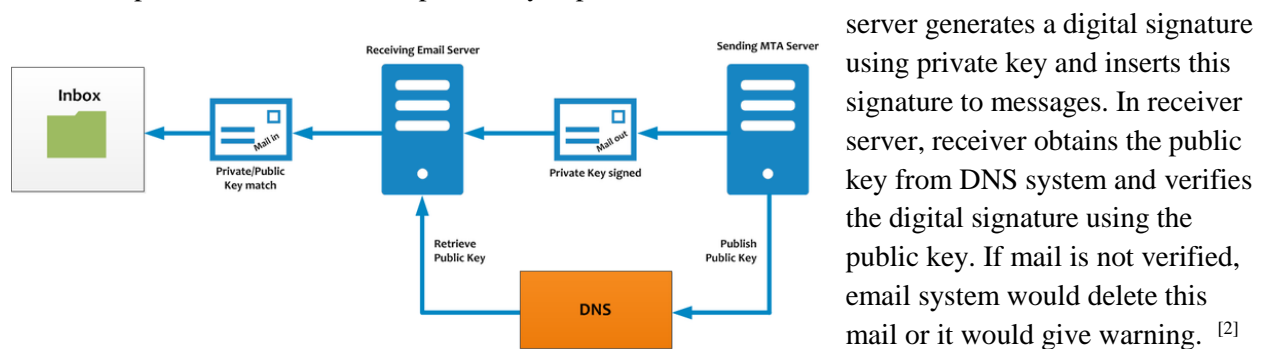 Receiving Email Server
Sending MTA Server
Inbox
Mail in
Mail out
Private/Public
Key match
Private Key signed
Retrieve
Public Key
Publish
Public Key
DNS
server generates a digital signature
using private key and inserts this
signature to messages. In receiver
server, receiver obtains the public
key from DNS system and verifies
the digital signature using the
public key. If mail is not verified,
email system would delete this
mail or it would give warning. [2]